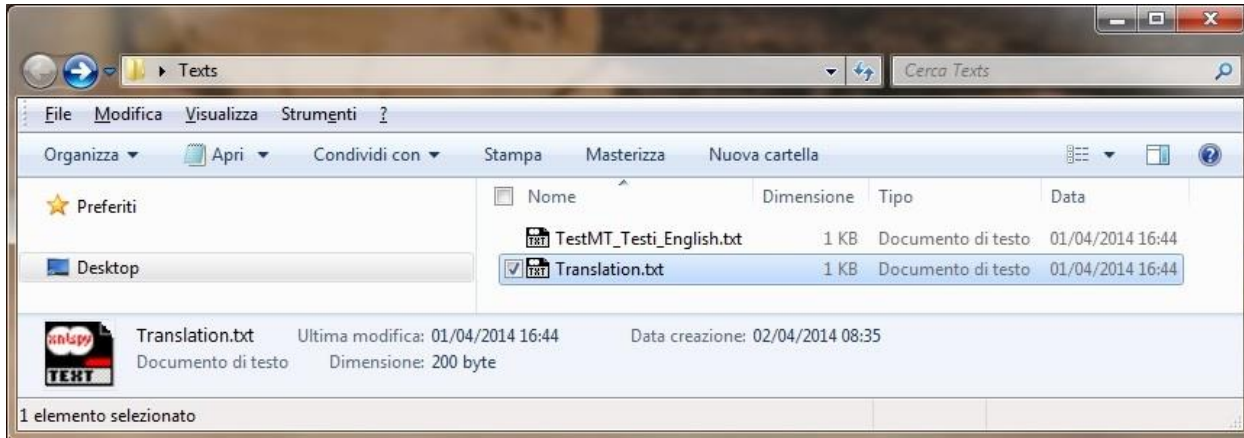 Texts
Cerca Texts
File Modifica Visualizza Strumenti ?
Organizza Apri Condividi con Stampa Masterizza Nuova cartella
Preferiti
Desktop
Nome Dimensione Tipo Data
TestMT_Testi_English.txt 1 KB Documento di testo 01/04/2014 16:44
Translation.txt 1 KB Documento di testo 01/04/2014 16:44
xmlspy
TEXT
Translation.txt Ultima modifica: 01/04/2014 16:44 Data creazione: 02/04/2014 08:35
Documento di testo Dimensione: 200 byte
1 elemento selezionato